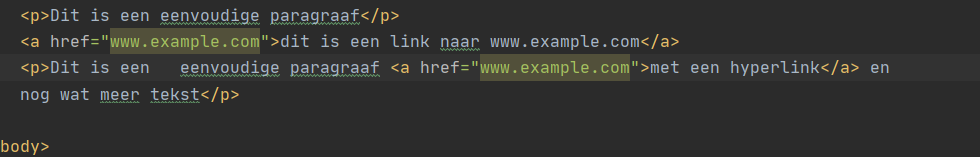 <p>Dit is een eenvoudige paragraaf</p>
<a href="www.example.com">dit is een link naar www.example.com</a>
<p>Dit is een   eenvoudige paragraaf <a href="www.example.com">met een hyperlink</a> en
nog wat meer tekst</p>
body>